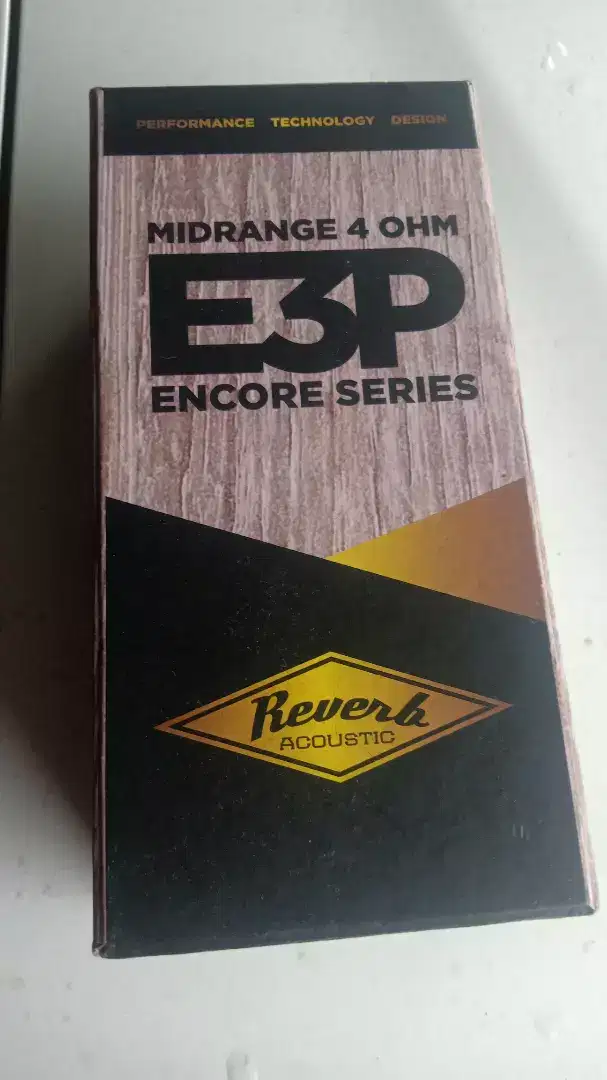 PERFORMANCE TECHNOLOGY DESIGN
MIDRANGE 4 OHM
E3P
ENCORE SERIES
Reverb
ACOUSTIC